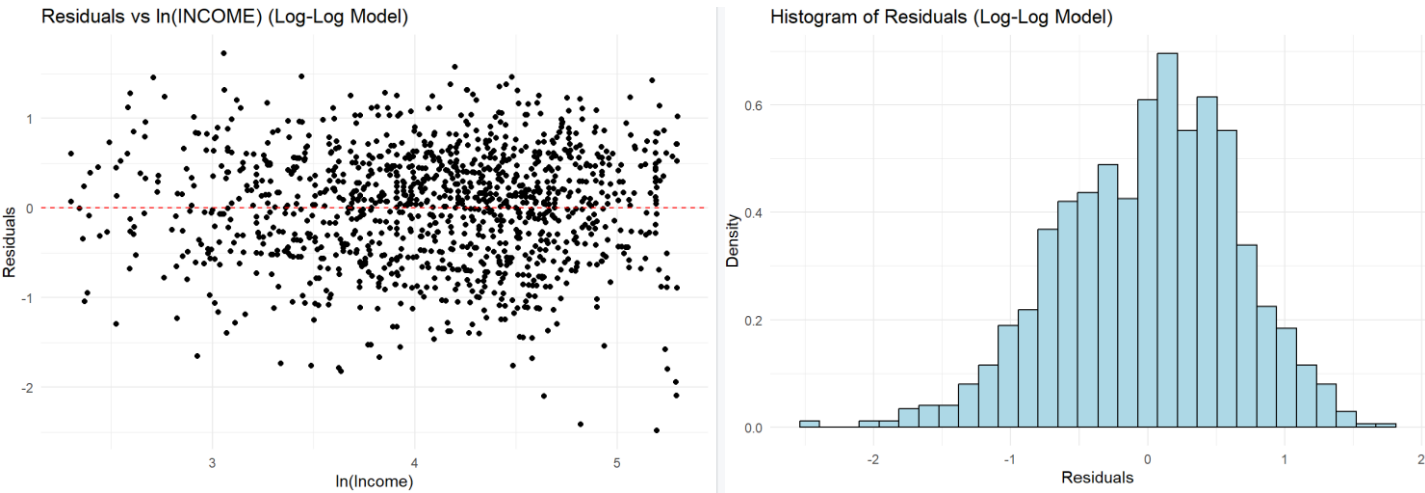 Residuals vs ln(INCOME) (Log-Log Model)
Residuals
1
0
-1
-2
3
4
5
ln(Income)
Histogram of Residuals (Log-Log Model)
Density
0.6
0.4
0.2
0.0
-2
-1
0
1
2
Residuals